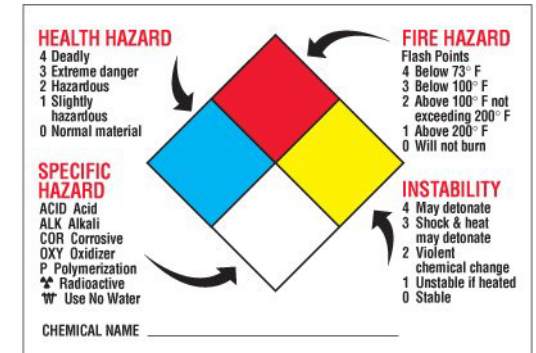 HEALTH HAZARD
4 Deadly
3 Extreme danger
2 Hazardous
1 Slightly
hazardous
0 Normal material
FIRE HAZARD
Flash Points
4 Below 73° F
3 Below 100° F
2 Above 100° F not
exceeding 200° F
1 Above 200° F
0 Will not burn
SPECIFIC
HAZARD
ACID Acid
ALK Alkali
COR Corrosive
OXY Oxidizer
P Polymerization
☢ Radioactive
W Use No Water
INSTABILITY
4 May detonate
3 Shock & heat
may detonate
2 Violent
chemical change
1 Unstable if heated
0 Stable
CHEMICAL NAME